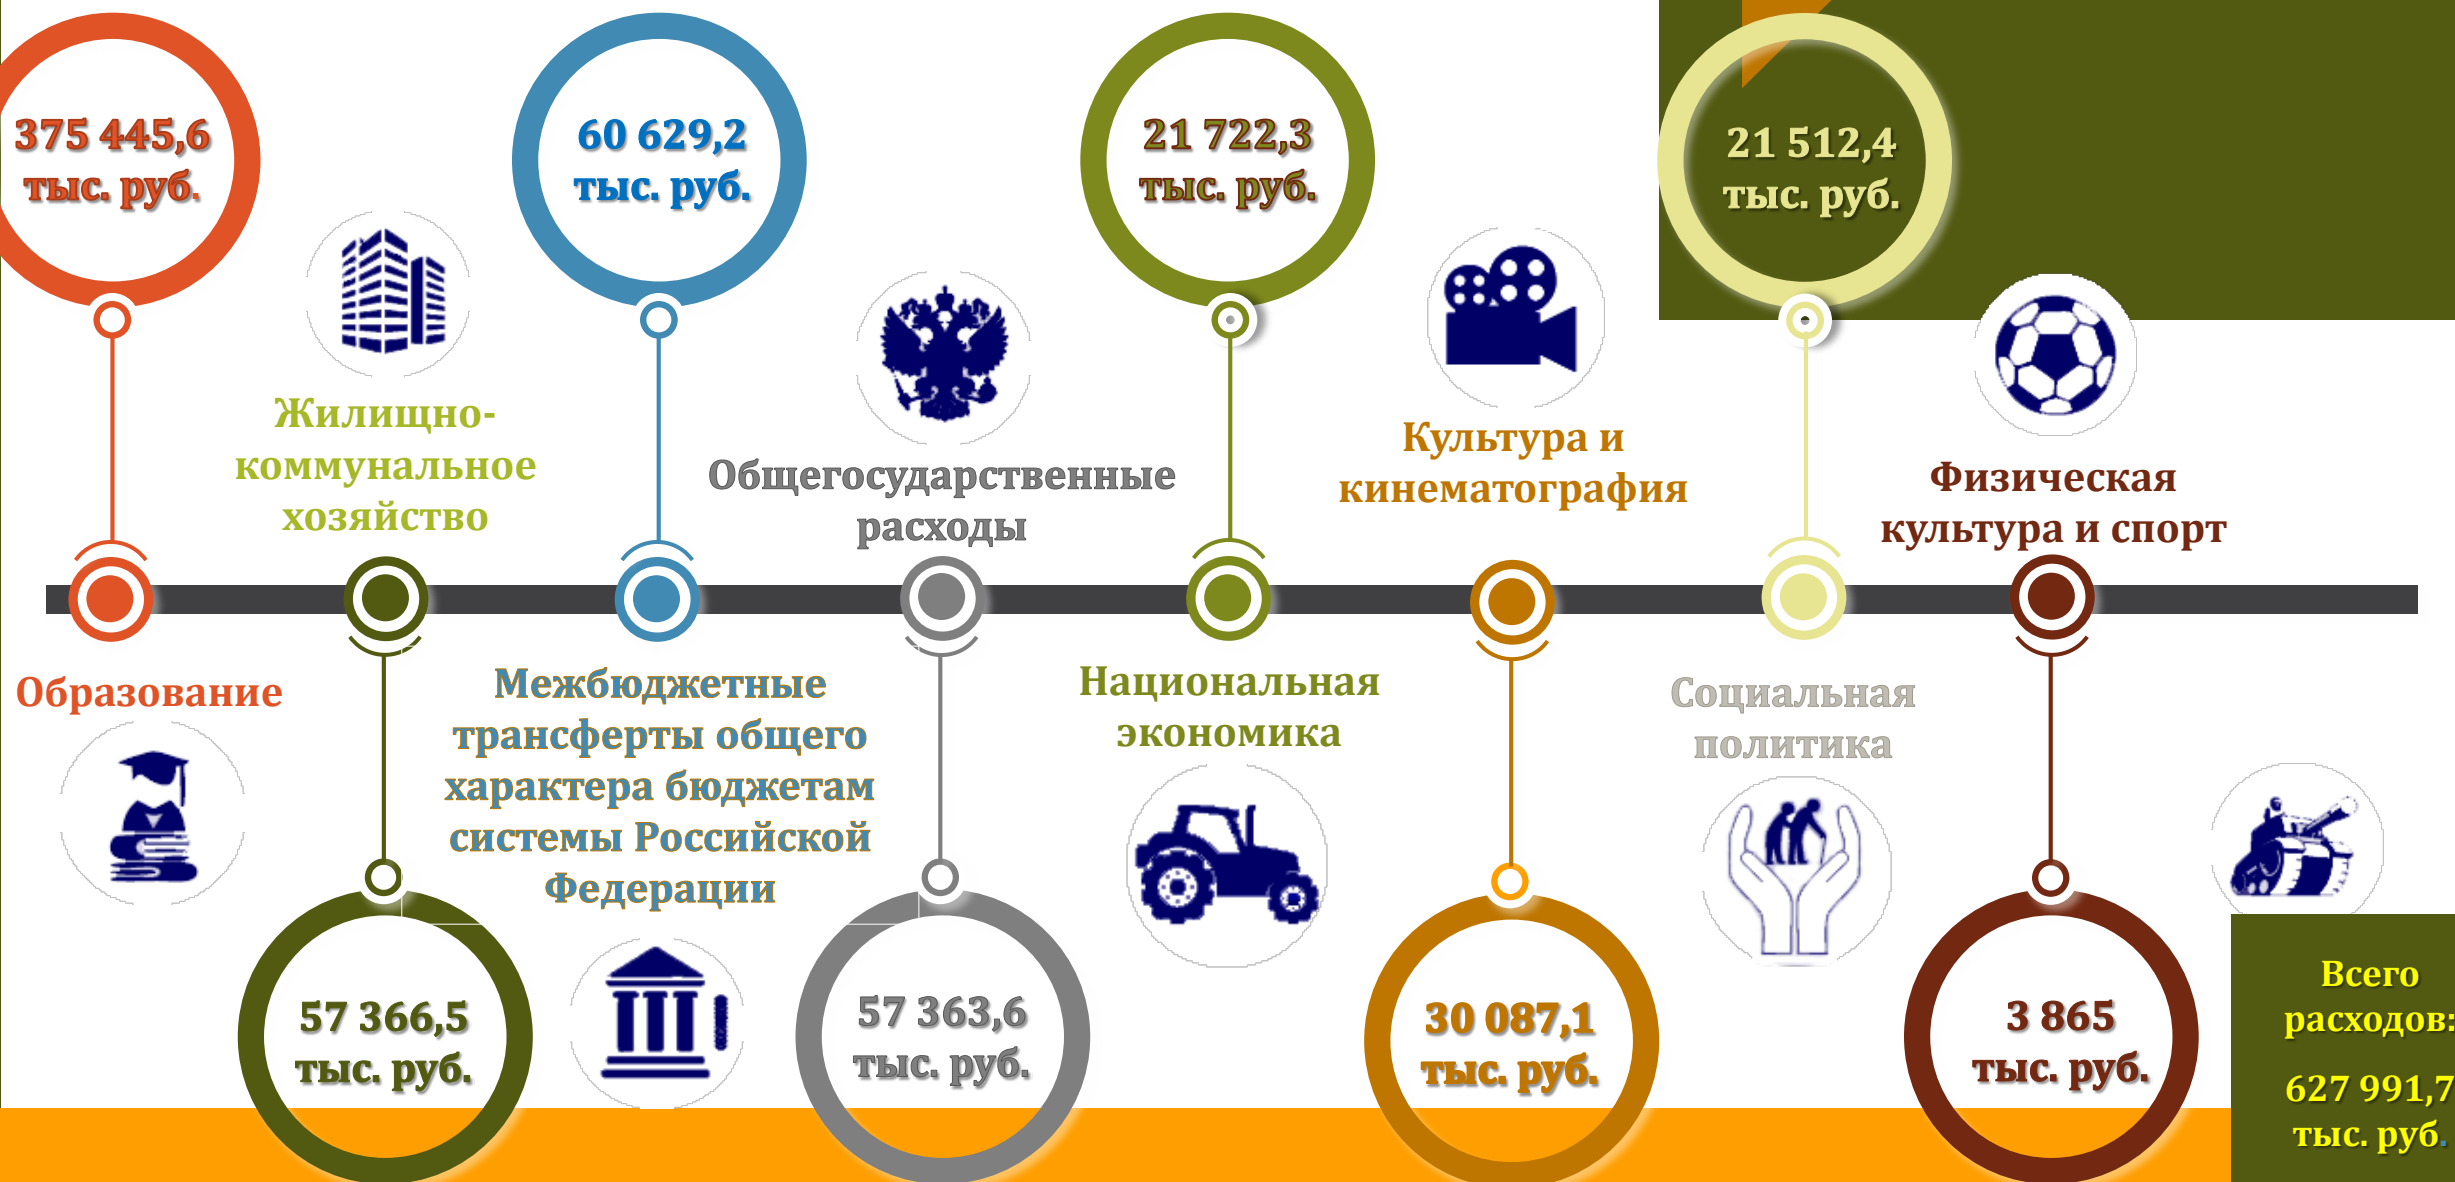 375 445,6
тыс. руб.
60 629,2
тыс. руб.
21 722,3
тыс. руб.
21 512,4
тыс. руб.
Жилищно-
коммунальное
хозяйство
Общегосударственные
расходы
Культура и
кинематография
Физическая
культура и спорт
Образование
Межбюджетные
трансферты общего
характера бюджетам
системы Российской
Федерации
Национальная
экономика
Социальная
политика
57 366,5
тыс. руб.
57 363,6
тыс. руб.
30 087,1
тыс. руб.
3 865
тыс. руб.
Всего
расходов:
627 991,7
тыс. руб.